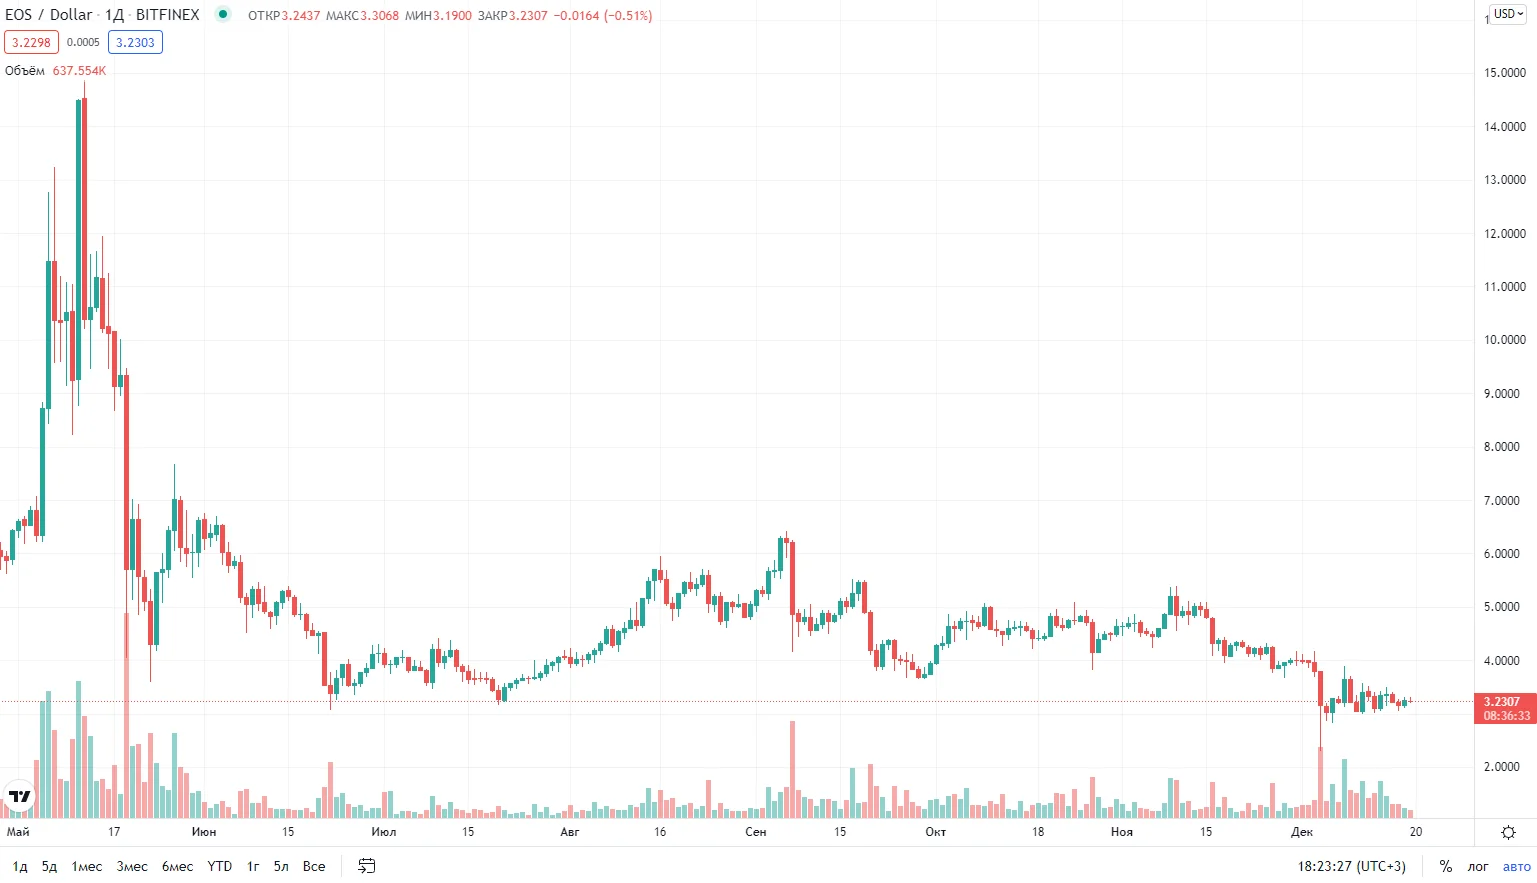 EOS / Dollar · 1Д · BITFINEX ОТКР3.2437 МАКС3.3068 МИН3.1900 ЗАКР3.2307 −0.0164 (−0.51%)
USD
3.2298 0.0005 3.2303
Объём 637.554K
15.0000
14.0000
13.0000
12.0000
11.0000
10.0000
9.0000
8.0000
7.0000
6.0000
5.0000
4.0000
3.2307
08:36:33
2.0000
Май 17 Июн 15 Июл 15 Авг 16 Сен 15 Окт 18 Ноя 15 Дек 20
1д 5д 1мес 3мес 6мес YTD 1г 5л Все 18:23:27 (UTC+3) % лог авто